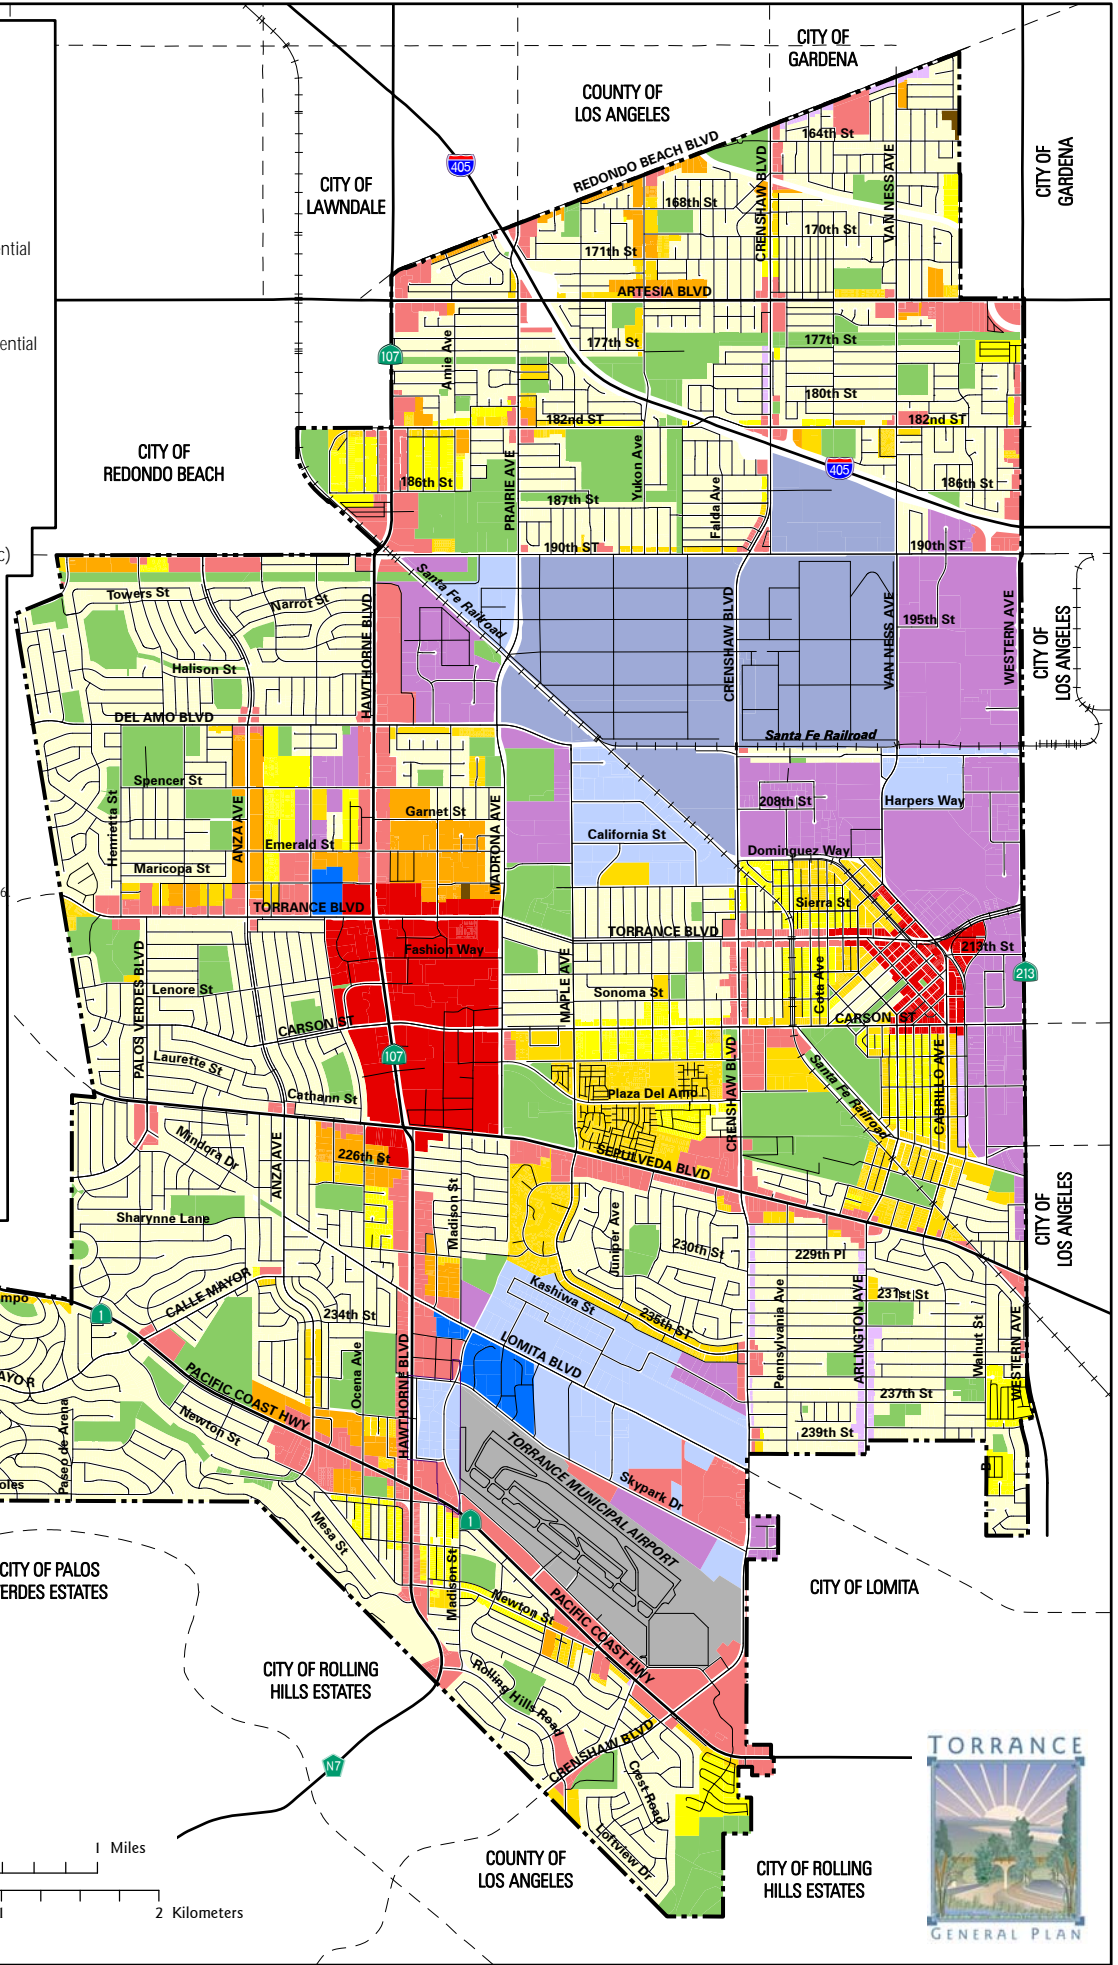 CITY OF
GARDENA
COUNTY OF
LOS ANGELES
164th St
CITY OF
GARDENA
405
REDONDO BEACH BLVD
CRENSHAW BLVD
VAN NESS AVE
CITY OF
LAWNDALE
168th St
170th St
171st St
ARTESIA BLVD
ntial
ential
107
Amie Ave
177th St
177th St
180th St
182nd ST
182nd ST
CITY OF
REDONDO BEACH
186th St
PRAIRIE AVE
187th St
Yukon Ave
Falda Ave
405
186th St
190th ST
190th ST
c)
Towers St
Narrot St
Santa Fe Railroad
HAWTHORNE BLVD
CRENSHAW BLVD
VAN NESS AVE
195th St
WESTERN AVE
CITY OF
LOS ANGELES
Halison St
DEL AMO BLVD
Santa Fe Railroad
Spencer St
Henrietta St
ANZA AVE
Garnet St
MADRONA AVE
208th St
Harpers Way
Emerald St
California St
Dominguez Way
Maricopa St
6.
TORRANCE BLVD
Sierra St
TORRANCE BLVD
Fashion Way
213th St
213
PALOS VERDES BLVD
MAPLE AVE
Lenore St
Sonoma St
Cota Ave
CARSON ST
CARSON ST
107
Laurette St
Cathann St
Plaza Del Amo
CRENSHAW BLVD
Santa Fe Railroad
CABRILLO AVE
Mindora Dr
ANZA AVE
226th St
SEPULVEDA BLVD
Madison St
Sharynne Lane
Juniper Ave
230th St
229th Pl
CITY OF
LOS ANGELES
mpo
1
CALLE MAYOR
234th St
Kashiwa St
235th ST
Pennsylvania Ave
ARLINGTON AVE
231st St
Walnut St
WESTERN AVE
LOMITA BLVD
Ocena Ave
HAWTHORNE BLVD
AYOR
PACIFIC COAST HWY
237th St
Newton St
Paseo de Arena
239th St
TORRANCE MUNICIPAL AIRPORT
oles
Skypark Dr
Mesa St
1
CITY OF PALOS
ERDES ESTATES
Madison St
Newton St
PACIFIC COAST HWY
CITY OF LOMITA
CITY OF ROLLING
HILLS ESTATES
Rolling Hills Road
CRENSHAW BLVD
N7
Crest Road
Loftview Dr
TORRANCE
1 Miles
COUNTY OF
LOS ANGELES
CITY OF ROLLING
HILLS ESTATES
1
2 Kilometers
GENERAL PLAN